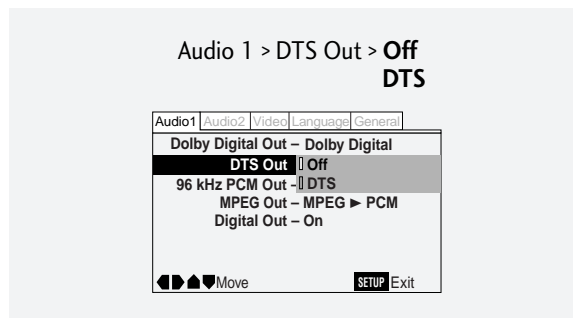 Audio 1 > DTS Out > Off
DTS
Audio1 Audio2 Video Language General
Dolby Digital Out – Dolby Digital
DTS Out Off
96 kHz PCM Out - DTS
MPEG Out – MPEG ► PCM
Digital Out – On
Move SETUP Exit